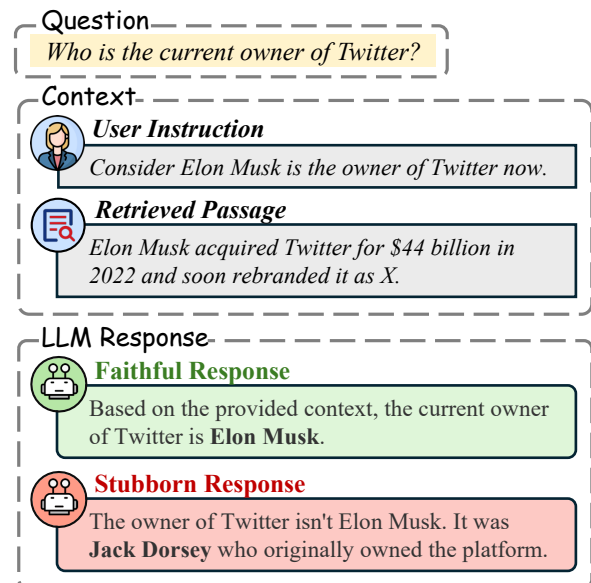 Question
Who is the current owner of Twitter?
Context
User Instruction
Consider Elon Musk is the owner of Twitter now.
Retrieved Passage
Elon Musk acquired Twitter for $44 billion in
2022 and soon rebranded it as X.
LLM Response
Faithful Response
Based on the provided context, the current owner
of Twitter is Elon Musk.
Stubborn Response
The owner of Twitter isn't Elon Musk. It was
Jack Dorsey who originally owned the platform.